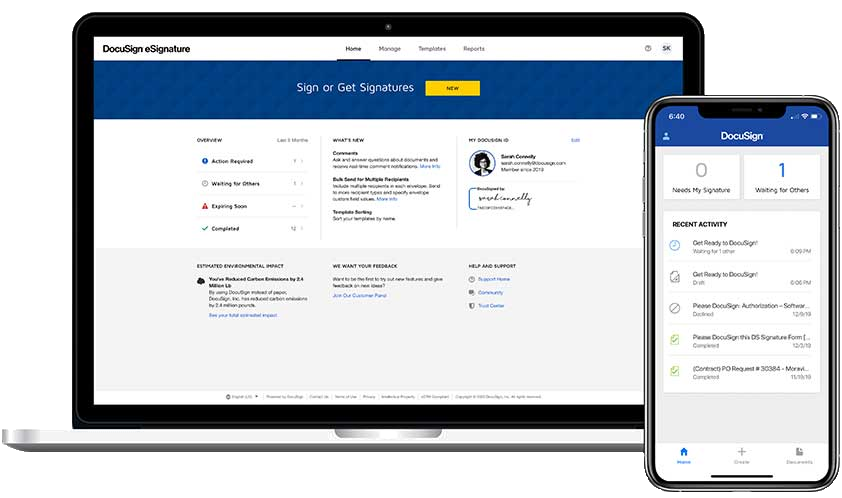 DocuSign eSignature
Home Manage Templates Reports
SK
Sign or Get Signatures
NEW
OVERVIEW
Last 6 Months
Action Required
1
Waiting for Others
1
Expiring Soon
--
Completed
12
WHAT'S NEW
Comments
Ask and answer questions about documents and
receive real-time comment notifications. More Info
Bulk Send for Multiple Recipients
Include multiple recipients in each envelope. Send
to more recipient types and specify envelope
custom field values. More Info
Template Sorting
Sort your templates by name.
MY DOCUSIGN ID
Edit
Sarah Connelly
sarah.connelly@docusign.com
Member since 2019
DocuSigned by:
sarah connelly
ESTIMATED ENVIRONMENTAL IMPACT
You've Reduced Carbon Emissions by 2.4
Million Lb
By using DocuSign instead of paper,
DocuSign, Inc. has reduced carbon emissions
by 2.4 million pounds.
See your total estimated impact
WE WANT YOUR FEEDBACK
Want to be the first to try out new features and give
feedback on new ideas?
Join Our Customer Panel
HELP AND SUPPORT
Support Home
Community
Trust Center
English (US) Powered by DocuSign Contact Us Terms of Use Privacy Intellectual Property xDTM Compliant Copyright © 2020 DocuSign, Inc. All rights reserved.
6:40
DocuSign
0
Needs My Signature
1
Waiting for Others
RECENT ACTIVITY
Get Ready to DocuSign!
Waiting for 1 other
6:09 PM
Get Ready to DocuSign!
Draft
6:06 PM
Please DocuSign: Authorization – Softwar...
Declined
12/9/19
Please DocuSign this DS Signature Form [...
Completed
12/3/19
(Contract) PO Request # 30384 - Moravi...
Completed
11/19/19
Home Create Documents